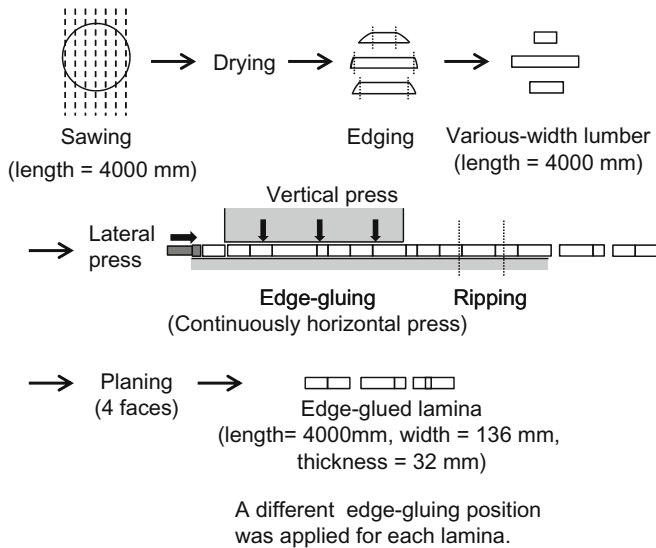 Sawing
(length = 4000 mm)
Drying
Edging
Various-width lumber
(length = 4000 mm)
Lateral
press
Vertical press
Edge-gluing
(Continuously horizontal press)
Ripping
Planing
(4 faces)
Edge-glued lamina
(length= 4000mm, width = 136 mm,
thickness = 32 mm)
A different edge-gluing position
was applied for each lamina.